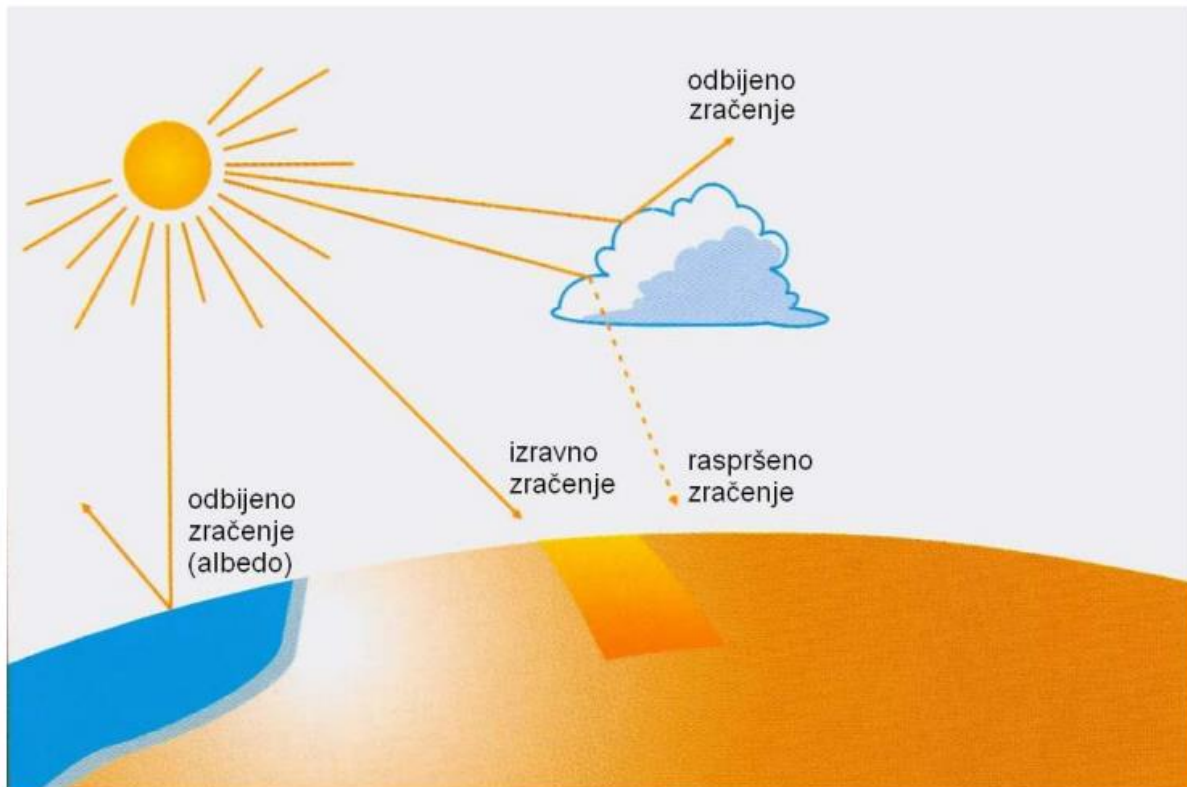 odbijeno
zračenje
izravno
zračenje
raspršeno
zračenje
odbijeno
zračenje
(albedo)